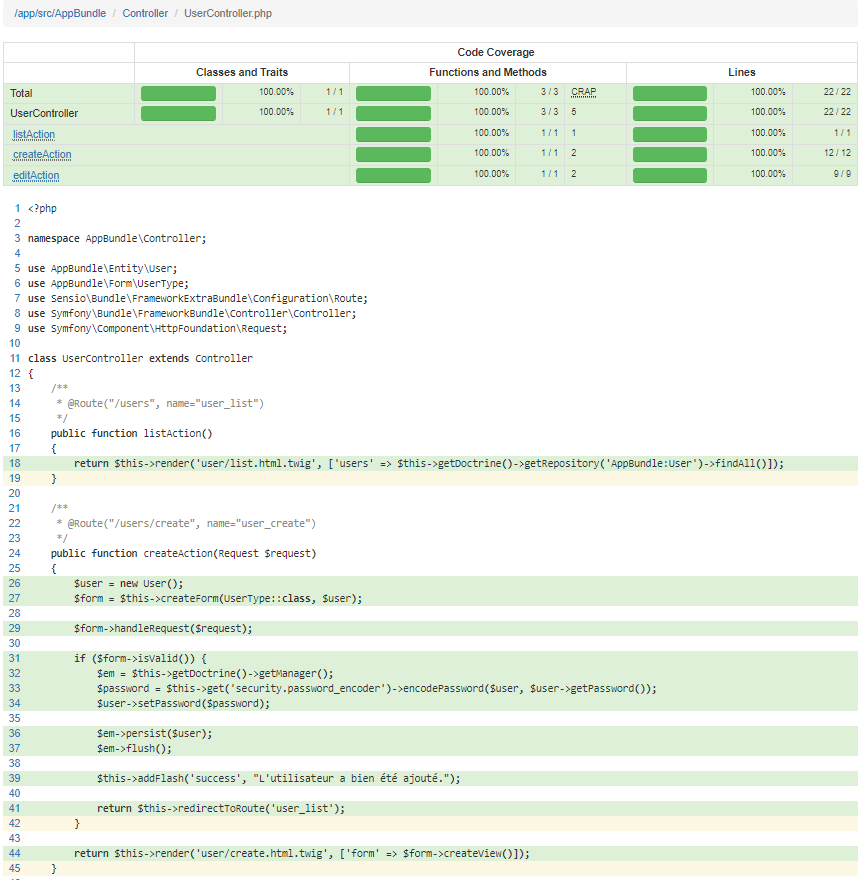 /app/src/AppBundle / Controller / UserController.php
Code Coverage
Classes and Traits Functions and Methods Lines
Total 100.00% 1 / 1 100.00% 3 / 3 CRAP 100.00% 22 / 22
UserController 100.00% 1 / 1 100.00% 3 / 3 5 100.00% 22 / 22
listAction 100.00% 1 / 1 1 100.00% 1 / 1
createAction 100.00% 1 / 1 2 100.00% 12 / 12
editAction 100.00% 1 / 1 2 100.00% 9 / 9
1 <?php
2
3 namespace AppBundle\Controller;
4
5 use AppBundle\Entity\User;
6 use AppBundle\Form\UserType;
7 use Sensio\Bundle\FrameworkExtraBundle\Configuration\Route;
8 use Symfony\Bundle\FrameworkBundle\Controller\Controller;
9 use Symfony\Component\HttpFoundation\Request;
10
11 class UserController extends Controller
12 {
13 /**
14 * @Route("/users", name="user_list")
15 */
16 public function listAction()
17 {
18 return $this->render('user/list.html.twig', ['users' => $this->getDoctrine()->getRepository('AppBundle:User')->findAll()]);
19 }
20
21 /**
22 * @Route("/users/create", name="user_create")
23 */
24 public function createAction(Request $request)
25 {
26 $user = new User();
27 $form = $this->createForm(UserType::class, $user);
28
29 $form->handleRequest($request);
30
31 if ($form->isValid()) {
32 $em = $this->getDoctrine()->getManager();
33 $password = $this->get('security.password_encoder')->encodePassword($user, $user->getPassword());
34 $user->setPassword($password);
35
36 $em->persist($user);
37 $em->flush();
38
39 $this->addFlash('success', "L'utilisateur a bien été ajouté.");
40
41 return $this->redirectToRoute('user_list');
42 }
43
44 return $this->render('user/create.html.twig', ['form' => $form->createView()]);
45 }